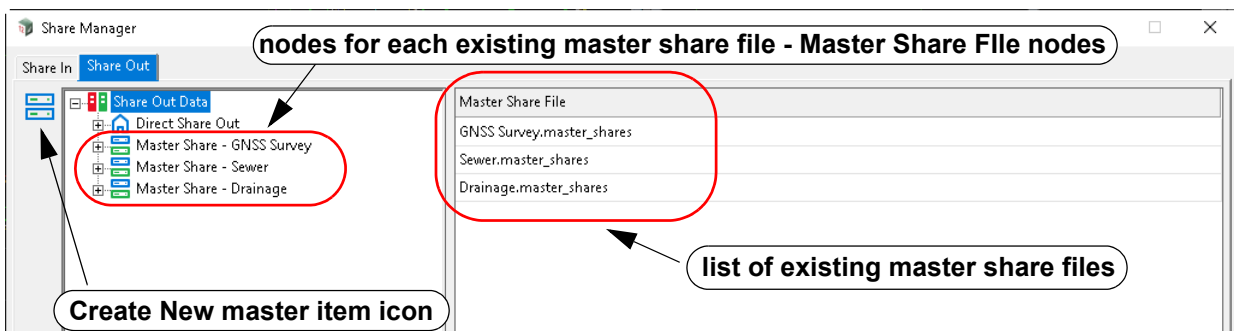 Share Manager
nodes for each existing master share file - Master Share FIle nodes
Share In Share Out
Share Out Data
Direct Share Out
Master Share - GNSS Survey
Master Share - Sewer
Master Share - Drainage
Master Share File
GNSS Survey.master_shares
Sewer.master_shares
Drainage.master_shares
list of existing master share files
Create New master item icon